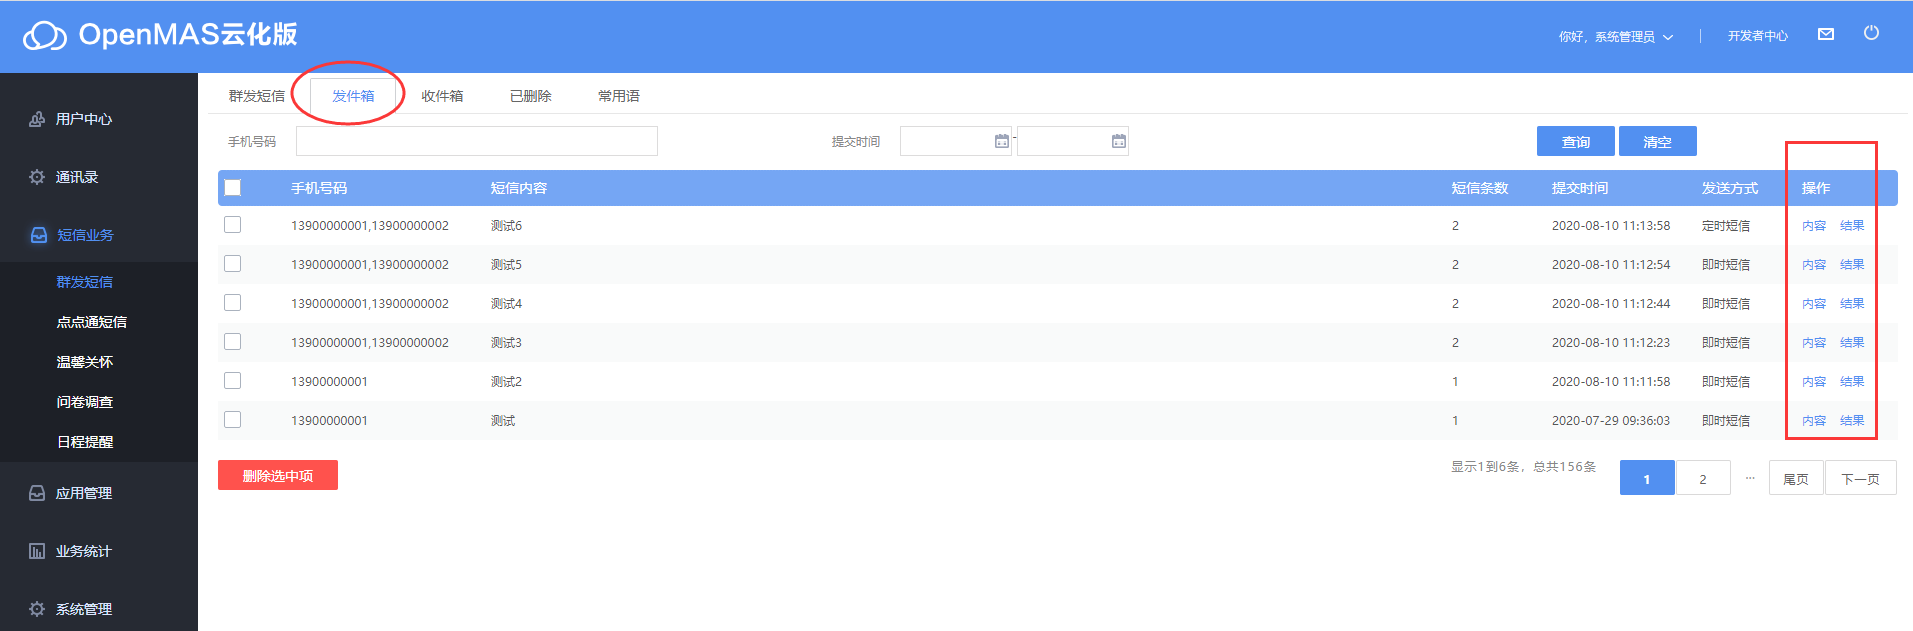 OpenMAS云化版
你好，系统管理员
开发者中心
用户中心
通讯录
短信业务
群发短信
点点通短信
温馨关怀
问卷调查
日程提醒
应用管理
业务统计
系统管理
群发短信 发件箱 收件箱 已删除 常用语
手机号码 提交时间 - 查询 清空
手机号码 短信内容 短信条数 提交时间 发送方式 操作
13900000001,13900000002 测试6 2 2020-08-10 11:13:58 定时短信 内容 结果
13900000001,13900000002 测试5 2 2020-08-10 11:12:54 即时短信 内容 结果
13900000001,13900000002 测试4 2 2020-08-10 11:12:44 即时短信 内容 结果
13900000001,13900000002 测试3 2 2020-08-10 11:12:23 即时短信 内容 结果
13900000001 测试2 1 2020-08-10 11:11:58 即时短信 内容 结果
13900000001 测试 1 2020-07-29 09:36:03 即时短信 内容 结果
删除选中项
显示1到6条，总共156条 1 2 ... 尾页 下一页